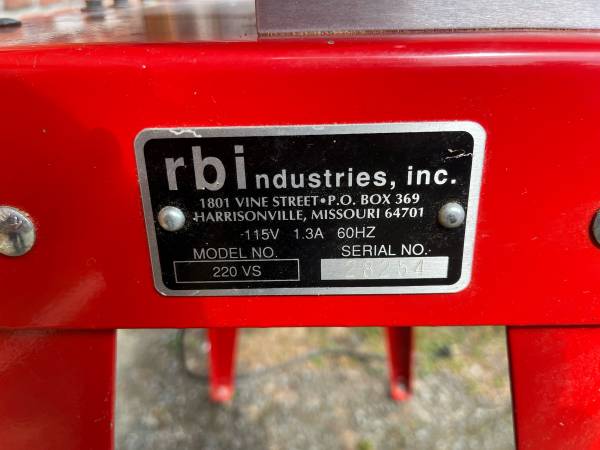 rbindustries, inc.
1801 VINE STREET•P.O. BOX 369
HARRISONVILLE, MISSOURI 64701
115V 1.3A 60HZ
MODEL NO. SERIAL NO.
220 VS 28254